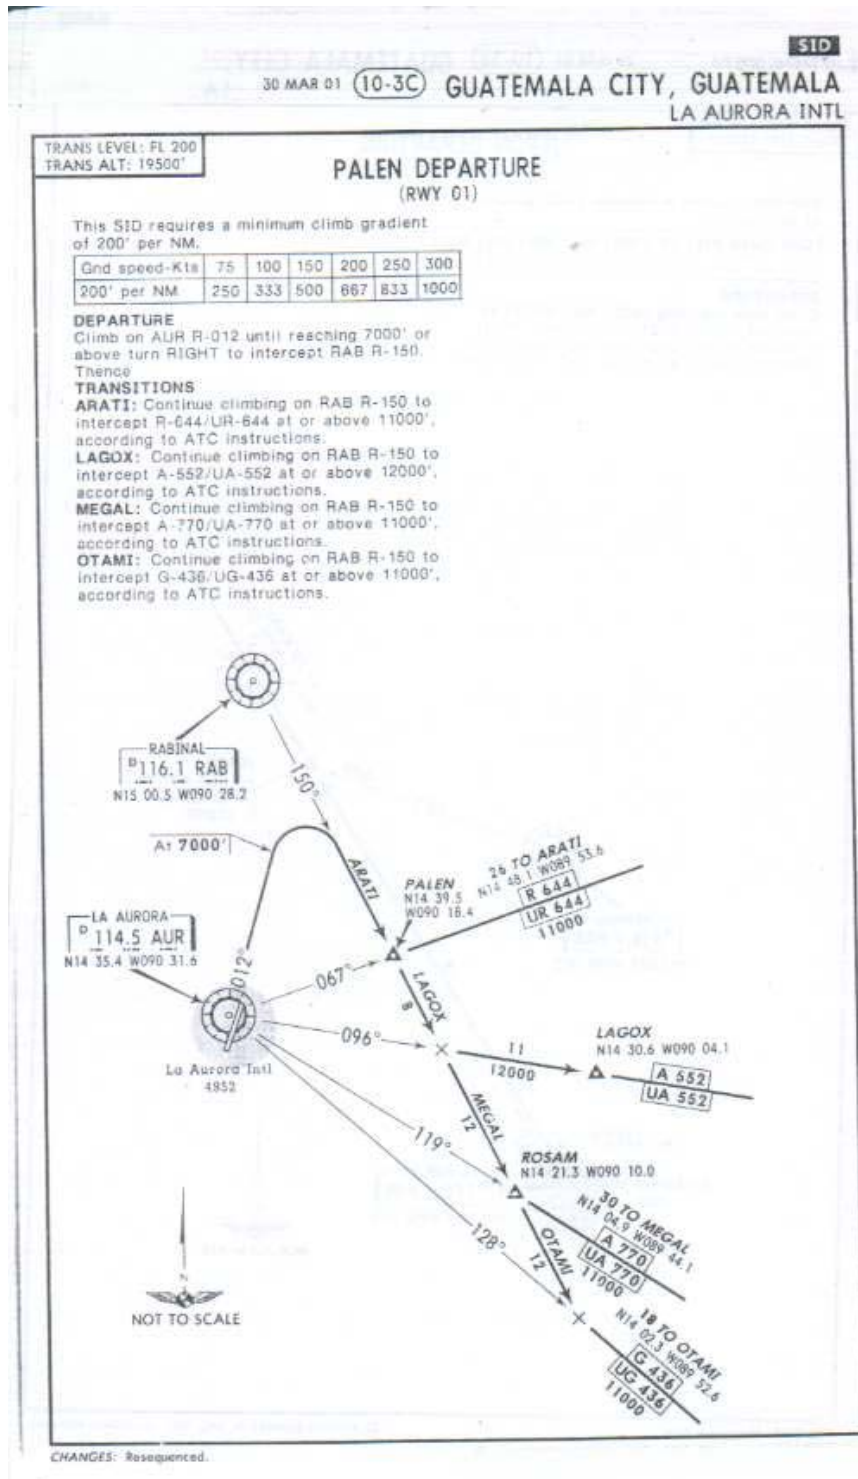 SID
30 MAR 01 10-3C GUATEMALA CITY, GUATEMALA
LA AURORA INTL
TRANS LEVEL: FL 200
TRANS ALT: 19500'
PALEN DEPARTURE
(RWY 01)
This SID requires a minimum climb gradient
of 200' per NM.
Gnd speed-Kts 75 100 150 200 250 300
200' per NM 250 333 500 667 833 1000
DEPARTURE
Climb on AUR R-012 until reaching 7000' or
above turn RIGHT to intercept RAB R-150.
Thence
TRANSITIONS
ARATI: Continue climbing on RAB R-150 to
intercept R-644/UR-644 at or above 11000',
according to ATC instructions.
LAGOX: Continue climbing on RAB R-150 to
intercept A-552/UA-552 at or above 12000',
according to ATC instructions.
MEGAL: Continue climbing on RAB R-150 to
intercept A-770/UA-770 at or above 11000',
according to ATC instructions.
OTAMI: Continue climbing on RAB R-150 to
intercept G-436/UG-436 at or above 11000',
according to ATC instructions.
RABINAL
D 116.1 RAB
N15 00.5 W090 28.2
150°
At 7000'
ARATI
PALEN
N14 39.5
W090 18.4
26 TO ARATI
N14 48.1 W089 53.6
R 644
UR 644
11000
LA AURORA
D 114.5 AUR
N14 35.4 W090 31.6
012°
067°
LAGOX
8
096°
La Aurora Intl
4952
11
12000
LAGOX
N14 30.6 W090 04.1
A 552
UA 552
MEGAL
12
119°
ROSAM
N14 21.3 W090 10.0
30 TO MEGAL
N14 04.9 W089 44.1
A 770
UA 770
11000
128°
OTAMI
12
18 TO OTAMI
N14 02.3 W089 52.6
G 436
UG 436
11000
NOT TO SCALE
CHANGES: Resequenced.